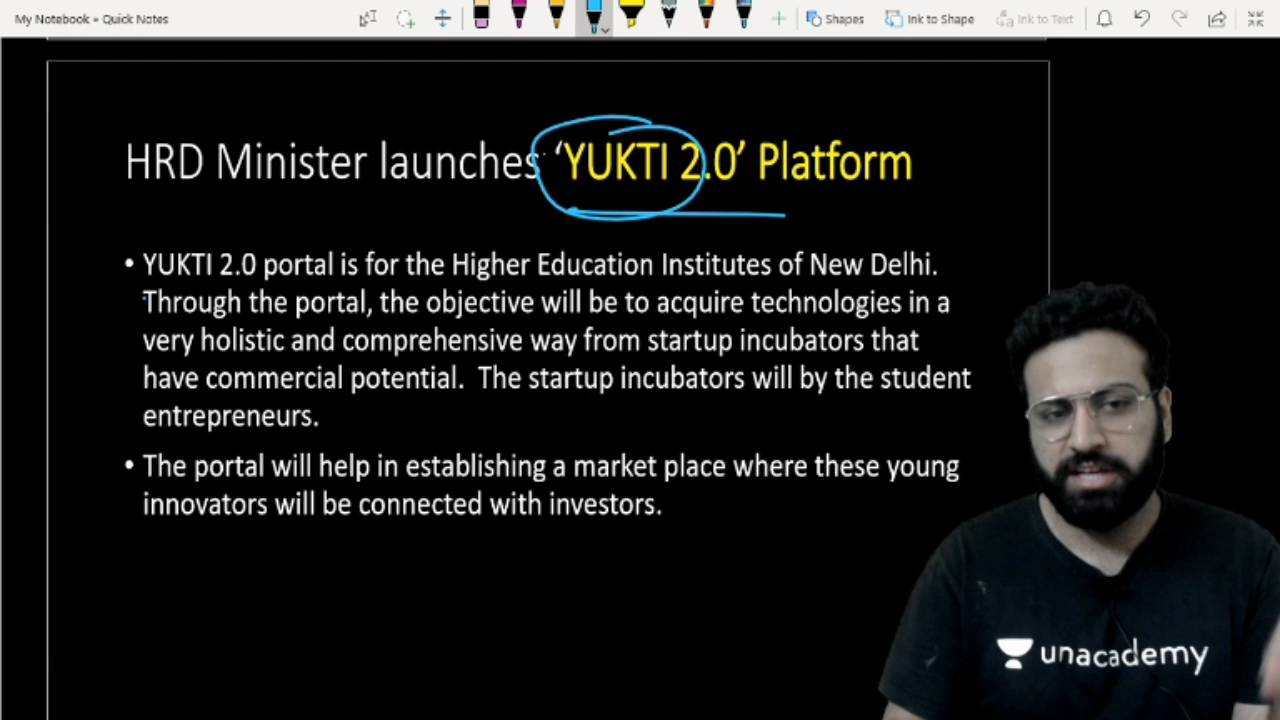 My Notebook » Quick Notes
Shapes
Ink to Shape
Ink to Text
HRD Minister launches ‘YUKTI 2.0’ Platform
• YUKTI 2.0 portal is for the Higher Education Institutes of New Delhi.
Through the portal, the objective will be to acquire technologies in a
very holistic and comprehensive way from startup incubators that
have commercial potential.  The startup incubators will by the student
entrepreneurs.
• The portal will help in establishing a market place where these young
innovators will be connected with investors.
unacademy